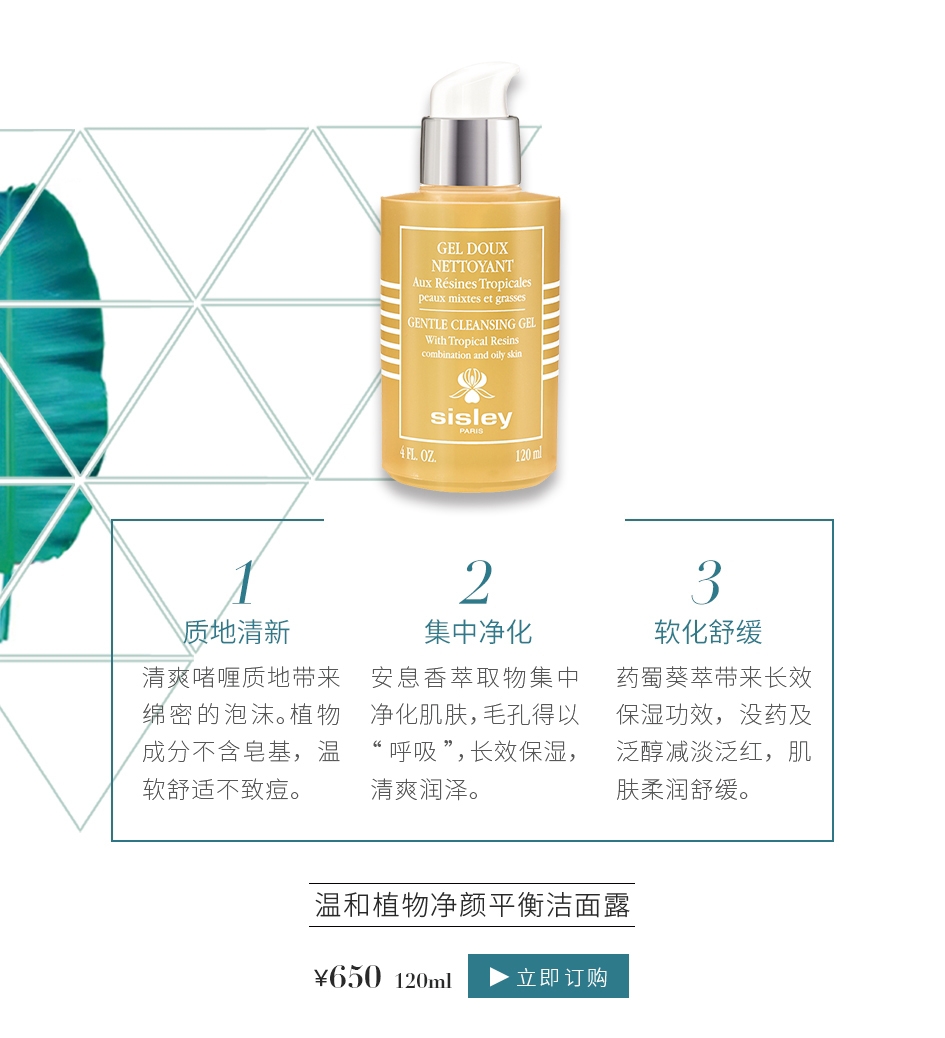 GEL DOUX
NETTOYANT
Aux Résines Tropicales
peaux mixtes et grasses
GENTLE CLEANSING GEL
With Tropical Resins
combination and oily skin
sisley
PARIS
4 FL. OZ. 120 ml
1
质地清新
清爽啫喱质地带来
绵密的泡沫。植物
成分不含皂基，温
软舒适不致痘。
2
集中净化
安息香萃取物集中
净化肌肤，毛孔得以
“呼吸”，长效保湿，
清爽润泽。
3
软化舒缓
药蜀葵萃带来长效
保湿功效，没药及
泛醇减淡泛红，肌
肤柔润舒缓。
温和植物净颜平衡洁面露
¥650 120ml ▶立即订购